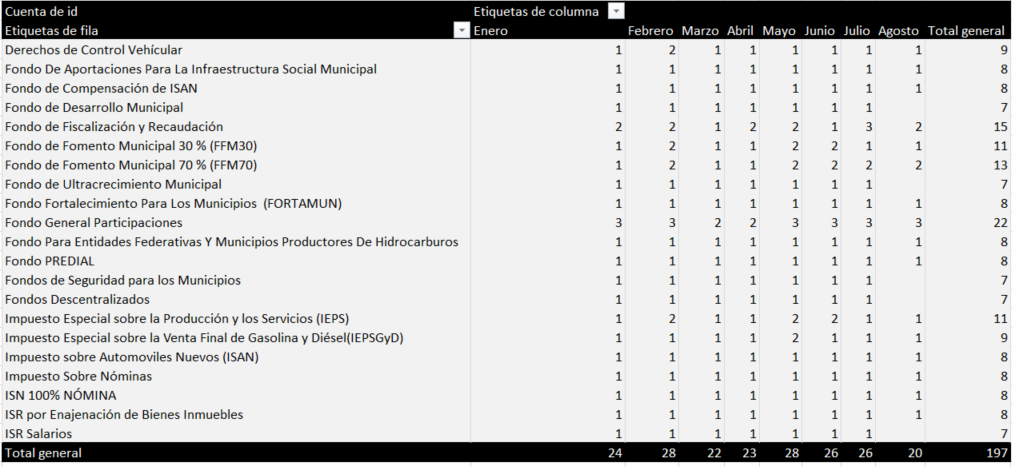 Cuenta de id Etiquetas de columna
Etiquetas de fila Enero Febrero Marzo Abril Mayo Junio Julio Agosto Total general
Derechos de Control Vehícular 1 2 1 1 1 1 1 1 9
Fondo De Aportaciones Para La Infraestructura Social Municipal 1 1 1 1 1 1 1 1 8
Fondo de Compensación de ISAN 1 1 1 1 1 1 1 1 8
Fondo de Desarrollo Municipal 1 1 1 1 1 1 1 7
Fondo de Fiscalización y Recaudación 2 2 1 2 2 1 3 2 15
Fondo de Fomento Municipal 30 % (FFM30) 1 2 1 1 2 2 1 1 11
Fondo de Fomento Municipal 70 % (FFM70) 1 2 1 1 2 2 2 2 13
Fondo de Ultracrecimiento Municipal 1 1 1 1 1 1 1 7
Fondo Fortalecimiento Para Los Municipios (FORTAMUN) 1 1 1 1 1 1 1 1 8
Fondo General Participaciones 3 3 2 2 3 3 3 3 22
Fondo Para Entidades Federativas Y Municipios Productores De Hidrocarburos 1 1 1 1 1 1 1 1 8
Fondo PREDIAL 1 1 1 1 1 1 1 1 8
Fondos de Seguridad para los Municipios 1 1 1 1 1 1 1 7
Fondos Descentralizados 1 1 1 1 1 1 1 7
Impuesto Especial sobre la Producción y los Servicios (IEPS) 1 2 1 1 2 2 1 1 11
Impuesto Especial sobre la Venta Final de Gasolina y Diésel(IEPSGyD) 1 1 1 1 2 1 1 1 9
Impuesto sobre Automoviles Nuevos (ISAN) 1 1 1 1 1 1 1 1 8
Impuesto Sobre Nóminas 1 1 1 1 1 1 1 1 8
ISN 100% NÓMINA 1 1 1 1 1 1 1 1 8
ISR por Enajenación de Bienes Inmuebles 1 1 1 1 1 1 1 1 8
ISR Salarios 1 1 1 1 1 1 1 7
Total general 24 28 22 23 28 26 26 20 197